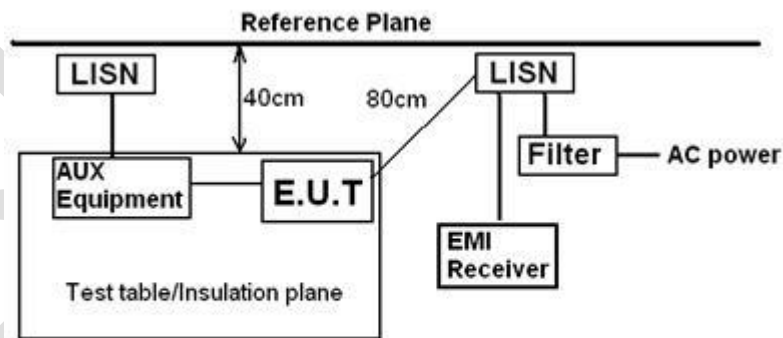 Reference Plane
LISN
40cm
80cm
LISN
Filter
AC power
AUX
Equipment
E.U.T
EMI
Receiver
Test table/Insulation plane